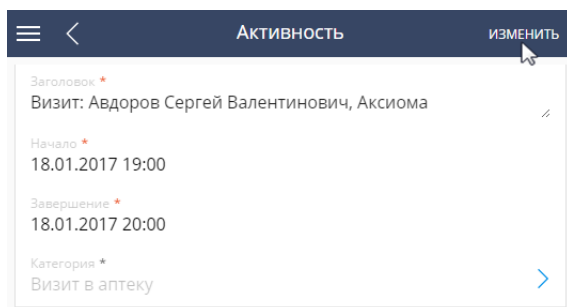 Активность
ИЗМЕНИТЬ
Заголовок *
Визит: Авдоров Сергей Валентинович, Аксиома
Начало *
18.01.2017 19:00
Завершение *
18.01.2017 20:00
Категория *
Визит в аптеку